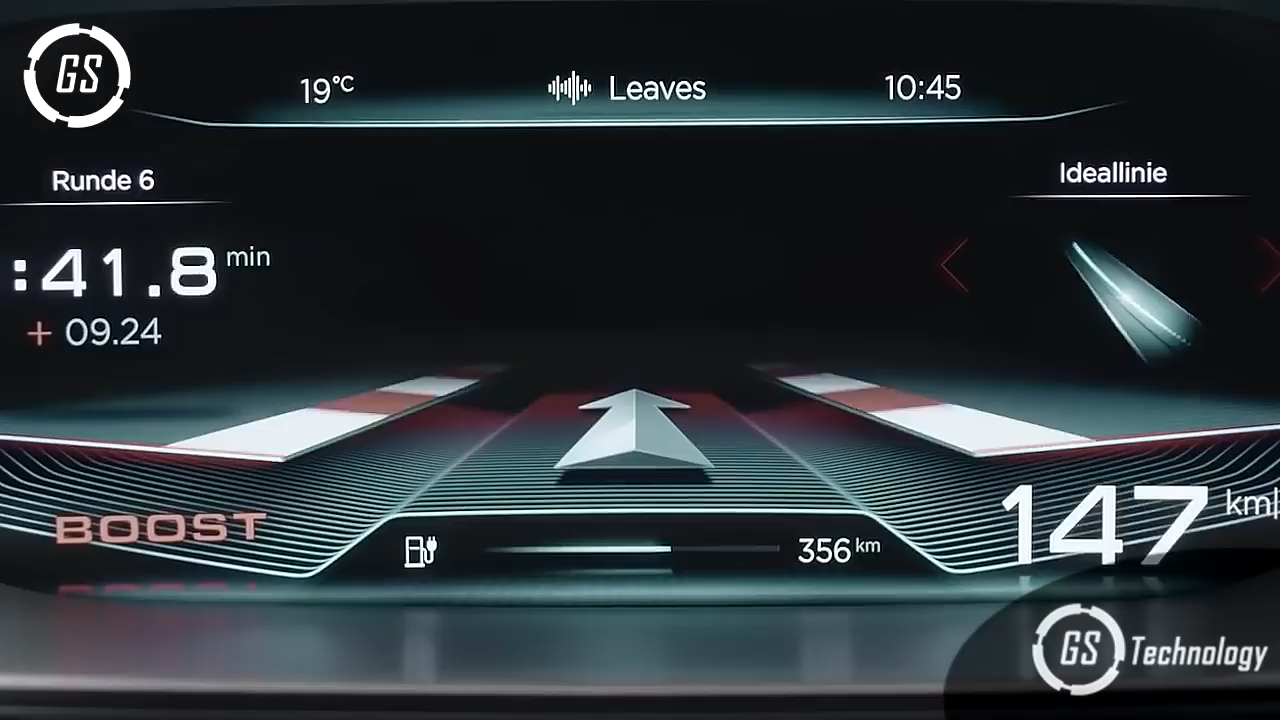 GS
19°C
Leaves
10:45
Runde 6
Ideallinie
:41.8 min
+ 09.24
147 km/
BOOST
356 km
GS Technology